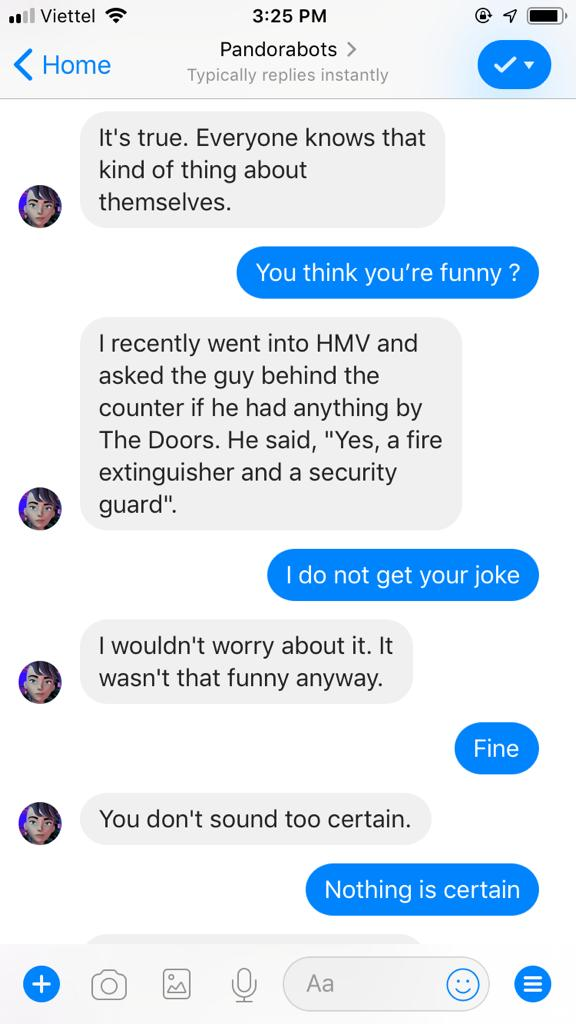 Viettel
3:25 PM
Home
Pandorabots
Typically replies instantly
It's true. Everyone knows that
kind of thing about
themselves.
You think you’re funny ?
I recently went into HMV and
asked the guy behind the
counter if he had anything by
The Doors. He said, "Yes, a fire
extinguisher and a security
guard".
I do not get your joke
I wouldn't worry about it. It
wasn't that funny anyway.
Fine
You don't sound too certain.
Nothing is certain
Aa